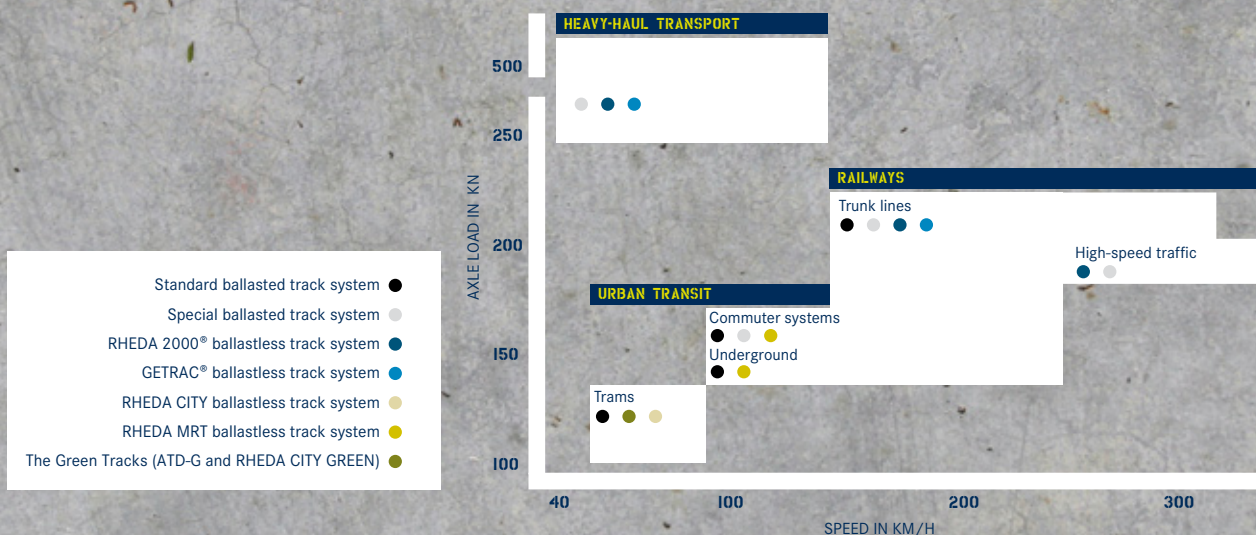 HEAVY-HAUL TRANSPORT
500
250
AXLE LOAD IN KN
RAILWAYS
Trunk lines
200
High-speed traffic
URBAN TRANSIT
Commuter systems
Underground
150
Trams
100
40
100
200
300
SPEED IN KM/H
Standard ballasted track system
Special ballasted track system
RHEDA 2000® ballastless track system
GETRAC® ballastless track system
RHEDA CITY ballastless track system
RHEDA MRT ballastless track system
The Green Tracks (ATD-G and RHEDA CITY GREEN)